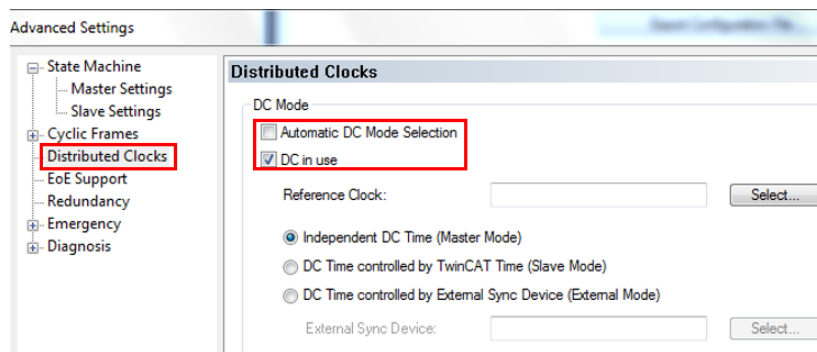 Advanced Settings
State Machine
Master Settings
Slave Settings
Cyclic Frames
Distributed Clocks
EoE Support
Redundancy
Emergency
Diagnosis
Distributed Clocks
DC Mode
Automatic DC Mode Selection
DC in use
Reference Clock: Select...
Independent DC Time (Master Mode)
DC Time controlled by TwinCAT Time (Slave Mode)
DC Time controlled by External Sync Device (External Mode)
External Sync Device: Select...